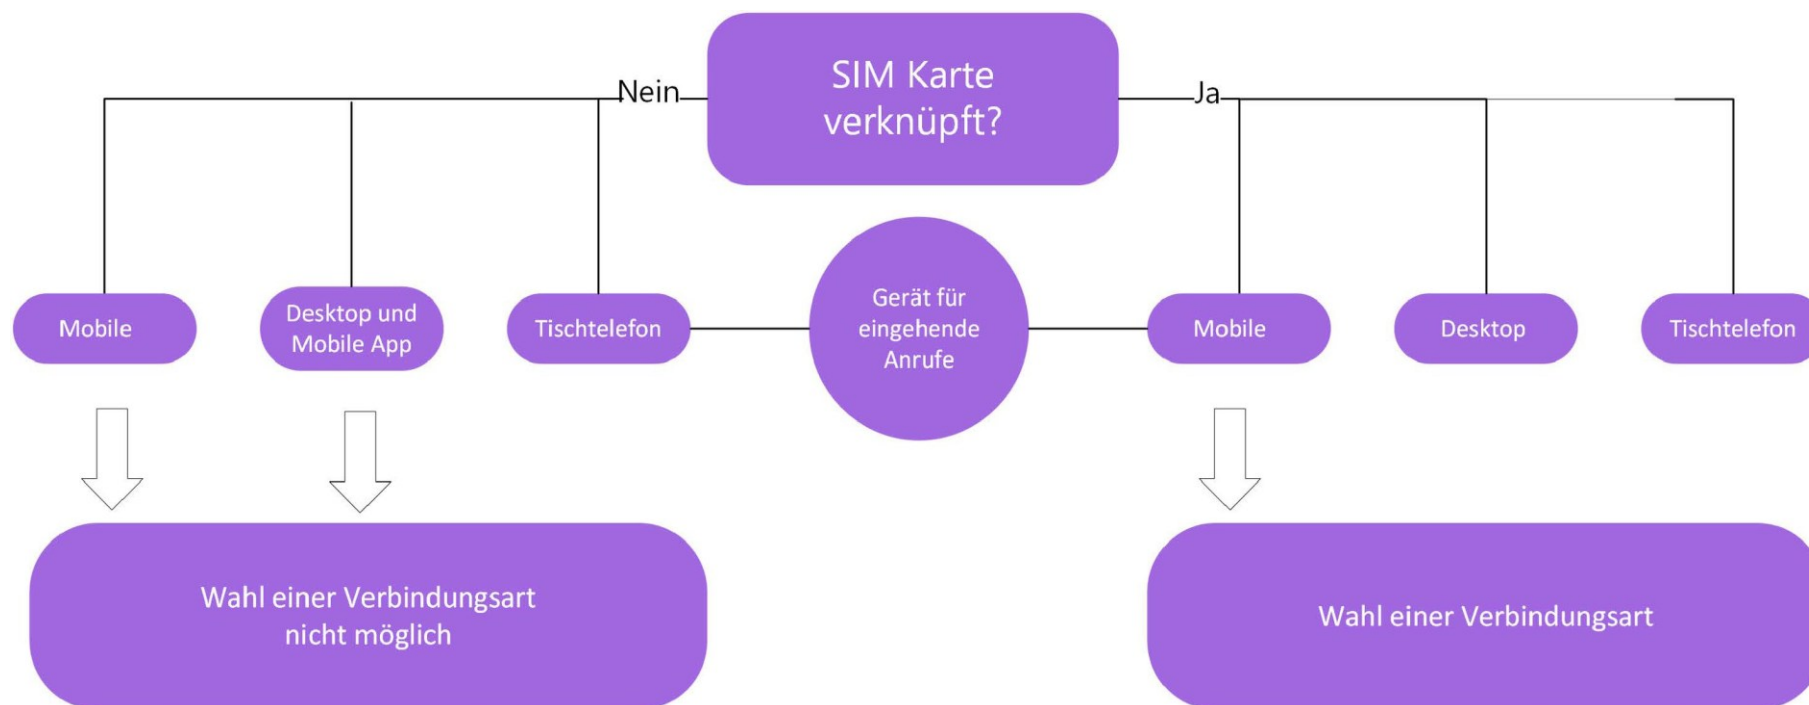 SIM Karte
verknüpft?
Nein
Ja
Mobile
Desktop und
Mobile App
Tischtelefon
Gerät für
eingehende
Anrufe
Mobile
Desktop
Tischtelefon
Wahl einer Verbindungsart
nicht möglich
Wahl einer Verbindungsart